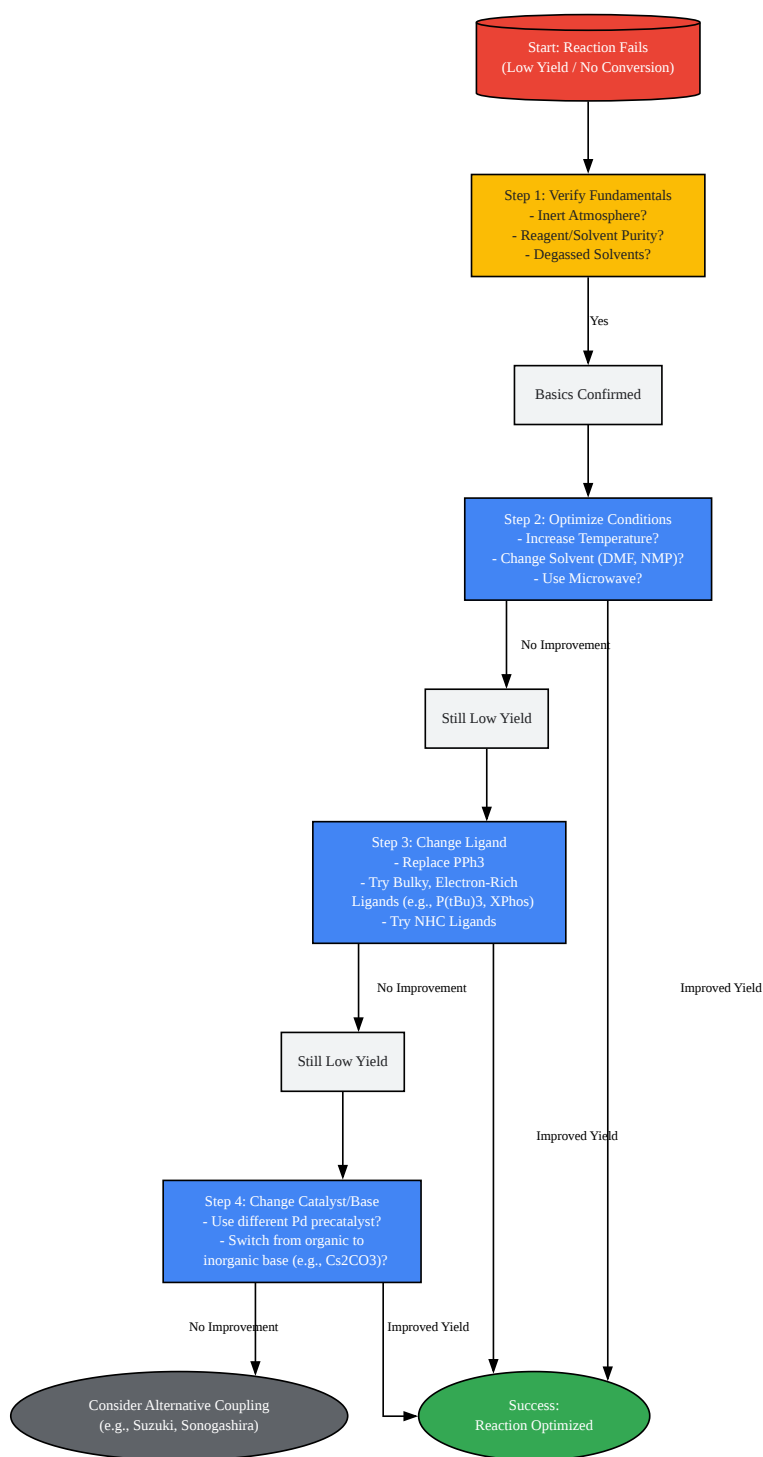 Start: Reaction Fails
(Low Yield / No Conversion)
Step 1: Verify Fundamentals
- Inert Atmosphere?
- Reagent/Solvent Purity?
- Degassed Solvents?
Yes
Basics Confirmed
Step 2: Optimize Conditions
- Increase Temperature?
- Change Solvent (DMF, NMP)?
- Use Microwave?
No Improvement
Still Low Yield
Step 3: Change Ligand
- Replace PPh3
- Try Bulky, Electron-Rich
Ligands (e.g., P(tBu)3, XPhos)
- Try NHC Ligands
No Improvement
Improved Yield
Still Low Yield
Improved Yield
Step 4: Change Catalyst/Base
- Use different Pd precatalyst?
- Switch from organic to
inorganic base (e.g., Cs2CO3)?
No Improvement
Improved Yield
Consider Alternative Coupling
(e.g., Suzuki, Sonogashira)
Success:
Reaction Optimized